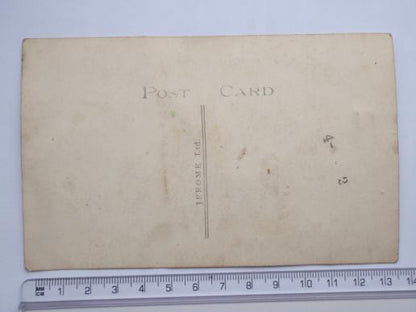 POST CARD
JEROME Ltd.
MM
CM
1 2 3 4 5 6 7 8 9 10 11 12 13 14